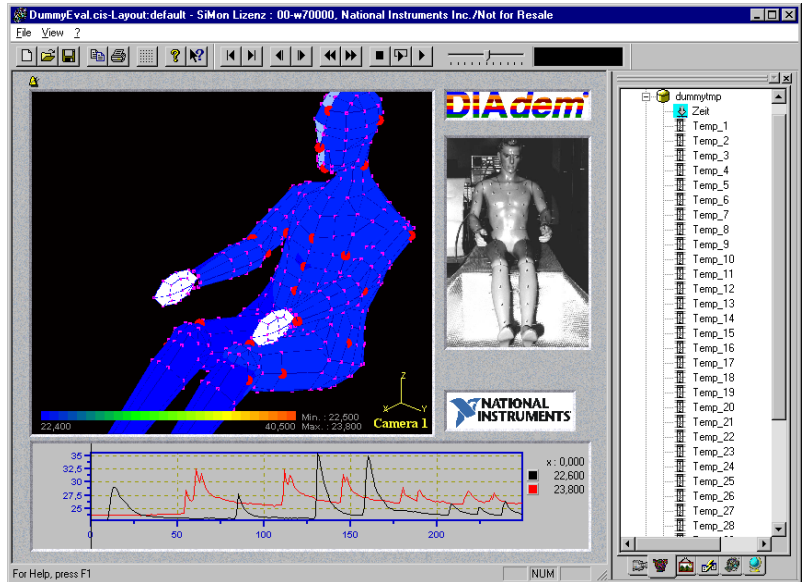 DummyEval.cis-Layout:default - SiMon Lizenz : 00-w70000, National Instruments Inc./Not for Resale
File View ?
DIAdem
Z
X Y
Min. : 22,500
22,400 40,500 Max. : 23,800 Camera 1
NATIONAL
INSTRUMENTS
35
32,5
30
27,5
25
0 50 100 150 200
x : 0,000
22,600
23,800
dummytmp
Zeit
Temp_1
Temp_2
Temp_3
Temp_4
Temp_5
Temp_6
Temp_7
Temp_8
Temp_9
Temp_10
Temp_11
Temp_12
Temp_13
Temp_14
Temp_15
Temp_16
Temp_17
Temp_18
Temp_19
Temp_20
Temp_21
Temp_22
Temp_23
Temp_24
Temp_25
Temp_26
Temp_27
Temp_28
For Help, press F1 NUM